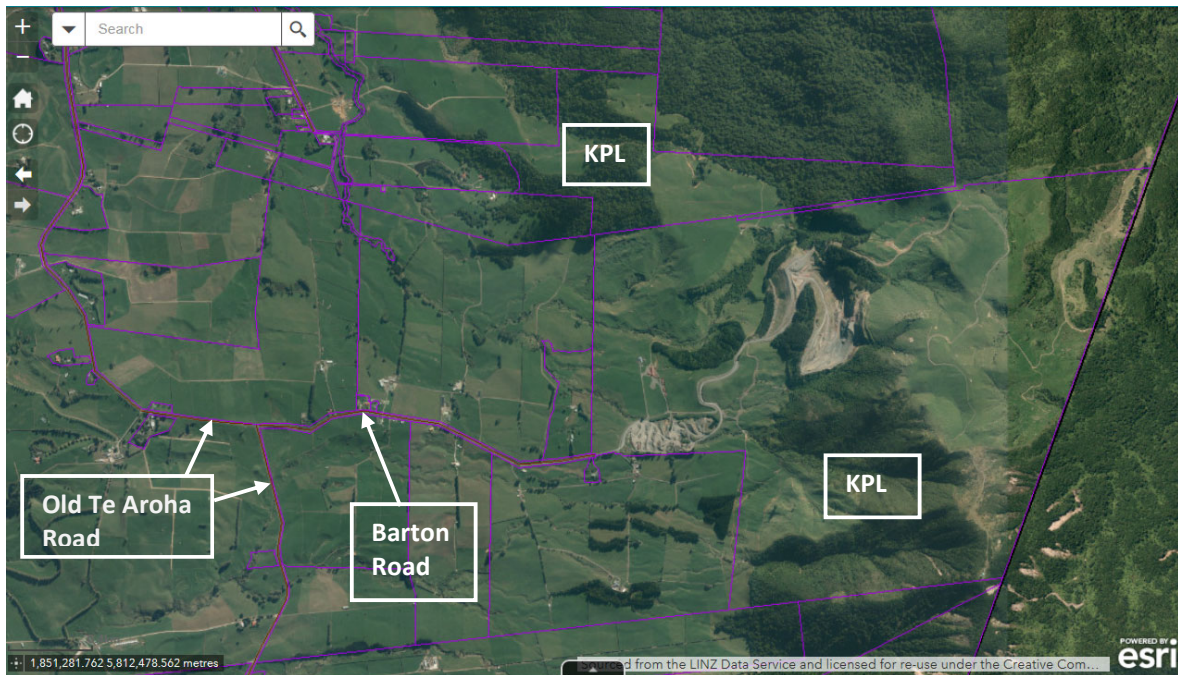 +
Search
−
KPL
KPL
Old Te Aroha
Road
Barton
Road
1,851,281.762 5,812,478.562 metres
Sourced from the LINZ Data Service and licensed for re-use under the Creative Com...
POWERED BY
esri